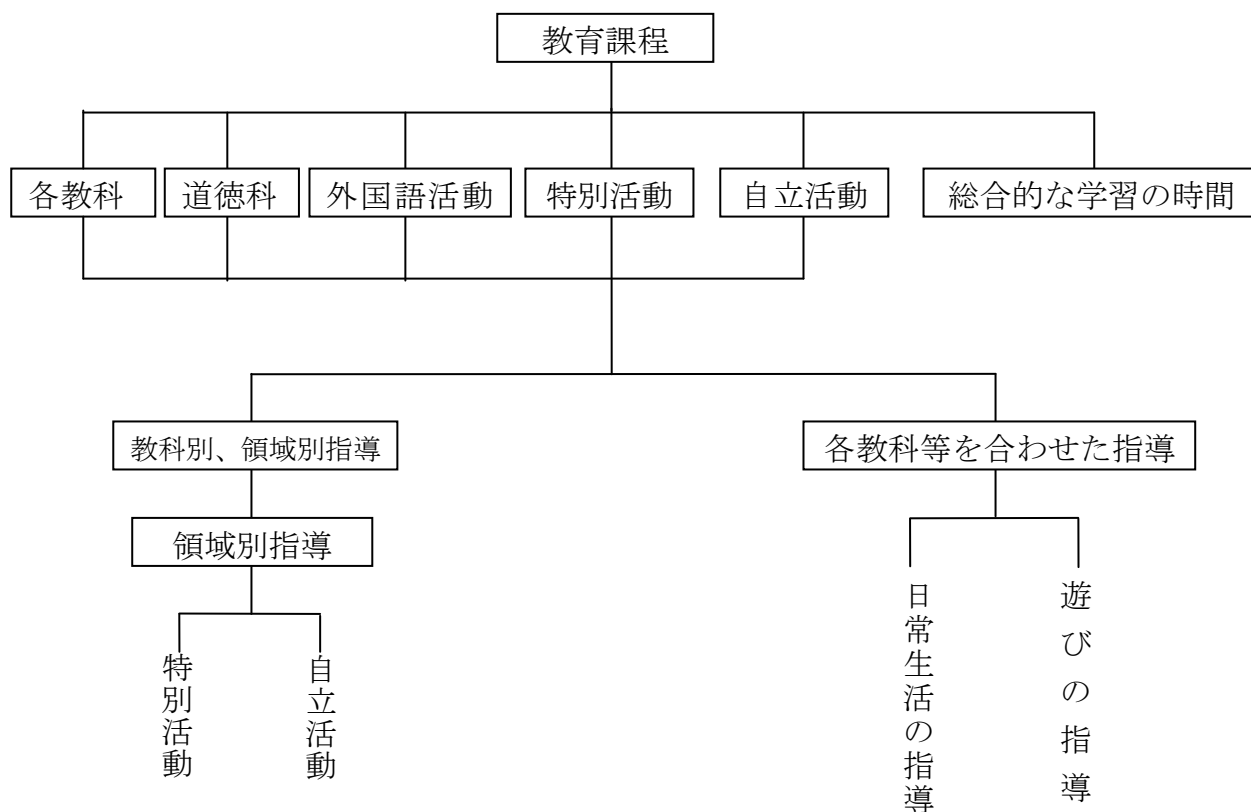 教育課程
各教科
道徳科
外国語活動
特別活動
自立活動
総合的な学習の時間
教科別、領域別指導
各教科等を合わせた指導
領域別指導
特別活動
自立活動
日常生活の指導
遊びの指導